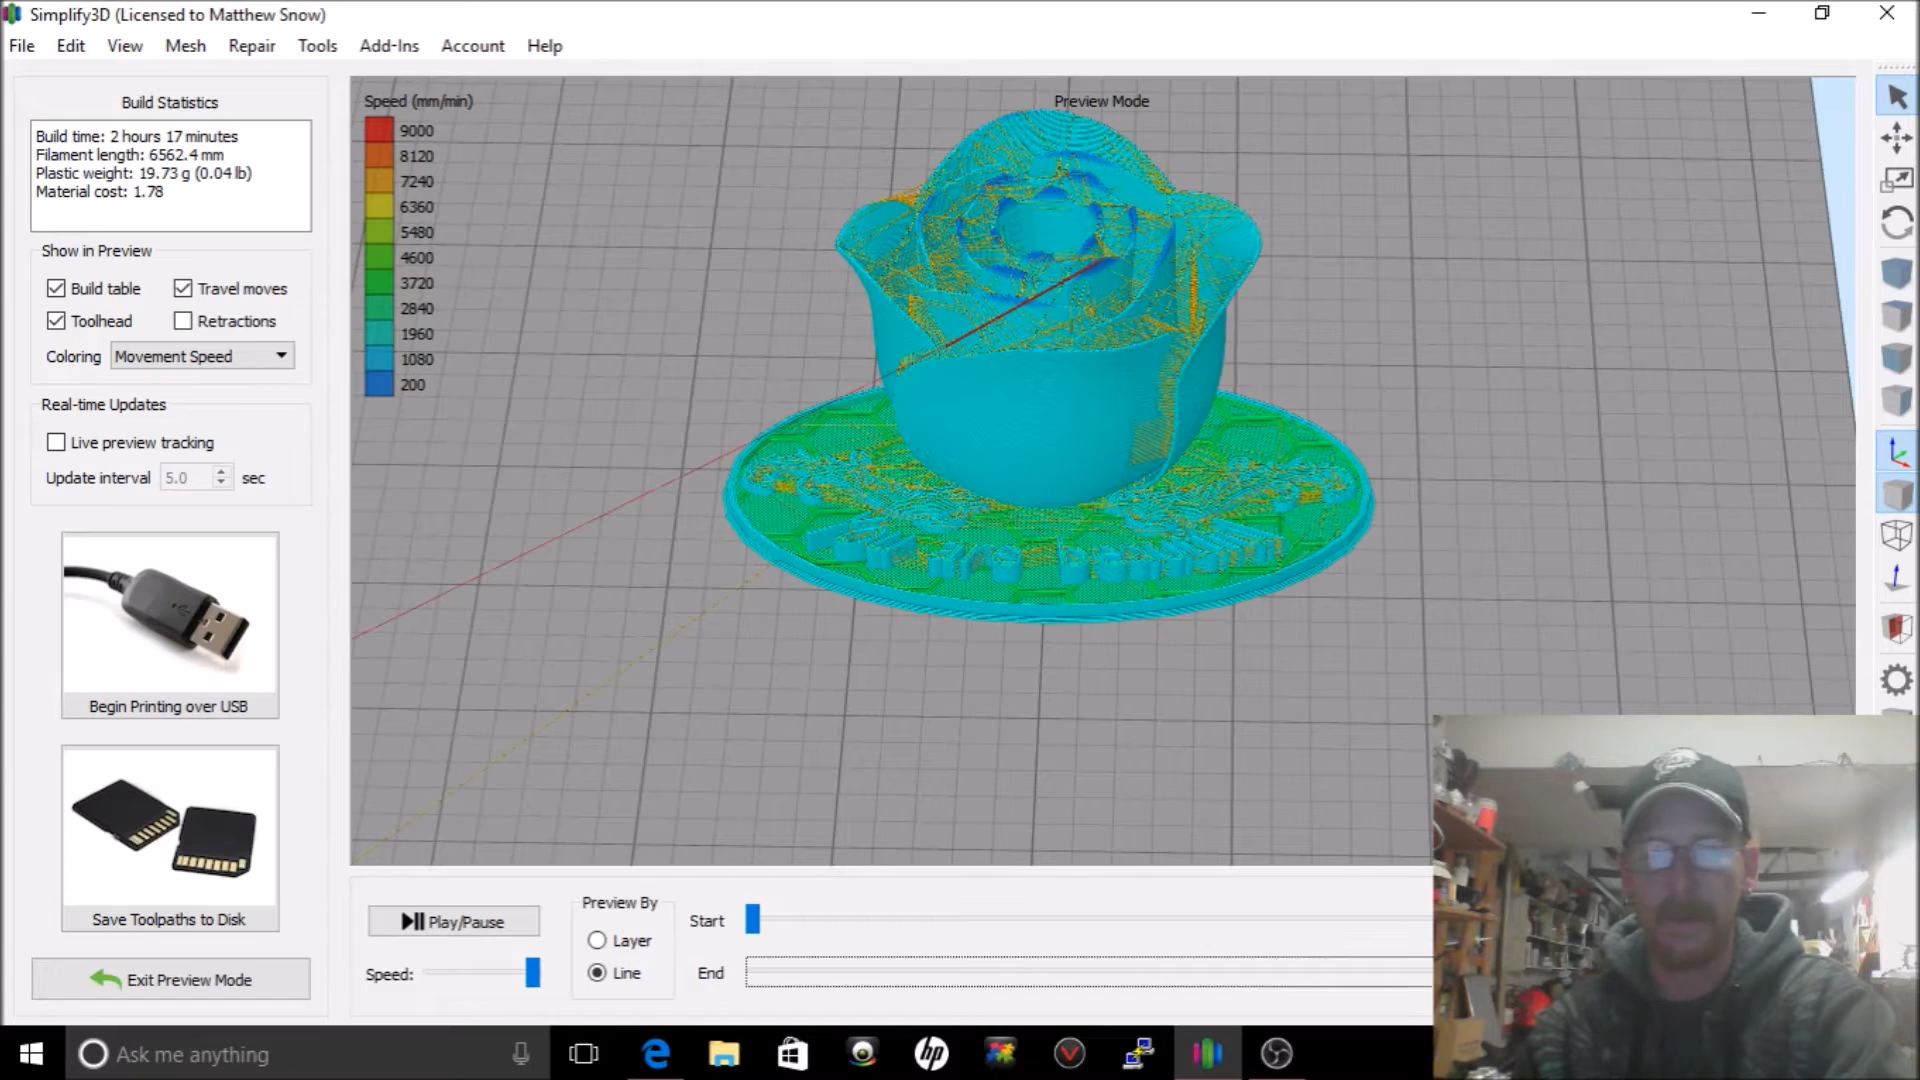 Simplify3D (Licensed to Matthew Snow)
File Edit View Mesh Repair Tools Add-Ins Account Help
Build Statistics
Build time: 2 hours 17 minutes
Filament length: 6562.4 mm
Plastic weight: 19.73 g (0.04 lb)
Material cost: 1.78
Show in Preview
Build table Travel moves
Toolhead Retractions
Coloring Movement Speed
Real-time Updates
Live preview tracking
Update interval 5.0 sec
Begin Printing over USB
Save Toolpaths to Disk
Exit Preview Mode
Speed (mm/min)
9000
8120
7240
6360
5480
4600
3720
2840
1960
1080
200
Preview Mode
Play/Pause
Speed:
Preview By
Layer
Line
Start
End
Ask me anything
hp